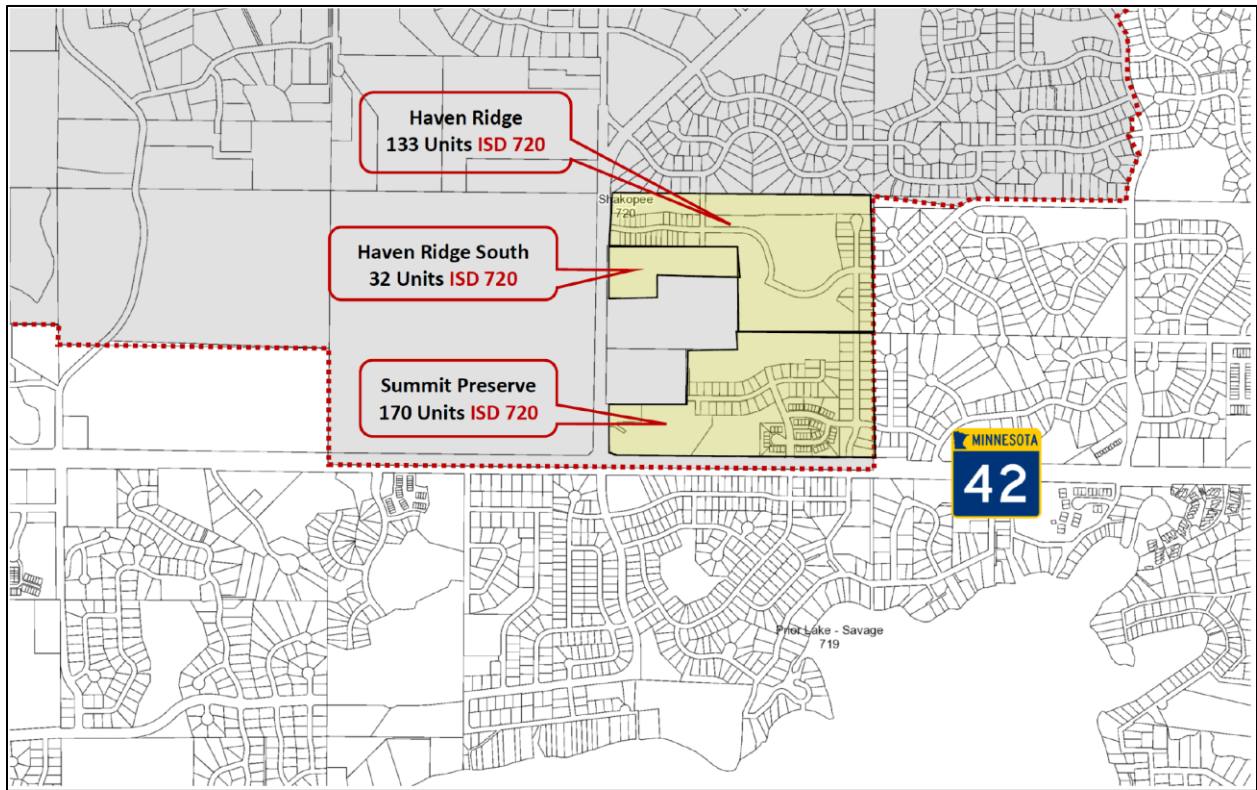 Haven Ridge
133 Units ISD 720
Shakopee
720
Haven Ridge South
32 Units ISD 720
Summit Preserve
170 Units ISD 720
MINNESOTA
42
Prior Lake - Savage
719